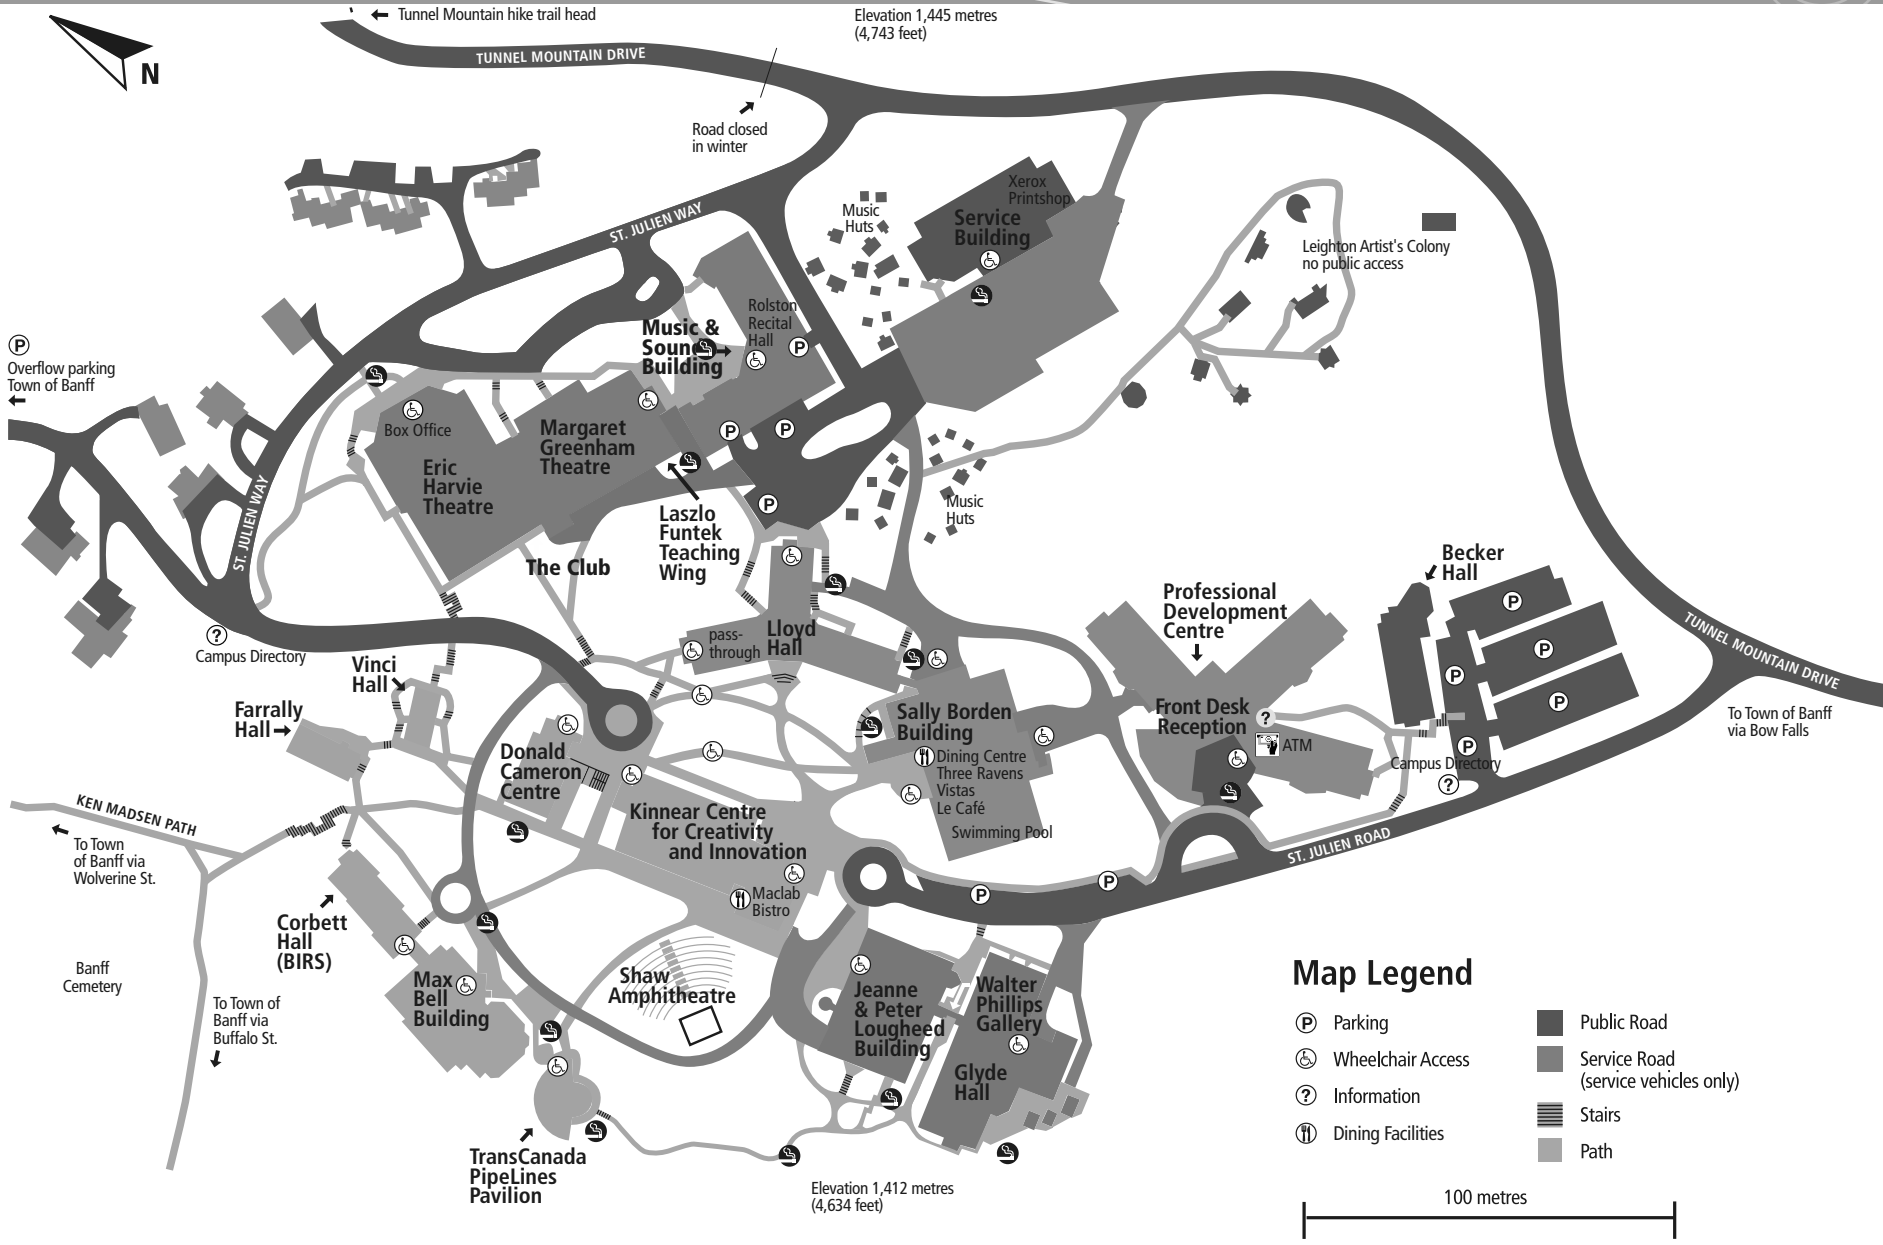 Tunnel Mountain hike trail head
Elevation 1,445 metres
(4,743 feet)
N
TUNNEL MOUNTAIN DRIVE
Road closed
in winter
ST. JULIEN WAY
Music
Huts
Xerox
Printshop
Service
Building
Leighton Artist's Colony
no public access
Rolston
Recital
Hall
Music &
Sound
Building
P
P
Overflow parking
Town of Banff
Box Office
Eric
Harvie
Theatre
Margaret
Greenham
Theatre
P
P
P
Laszlo
Funtek
Teaching
Wing
Music
Huts
ST. JULIEN WAY
The Club
Becker
Hall
Professional
Development
Centre
P
P
P
P
P
TUNNEL MOUNTAIN DRIVE
To Town of Banff
via Bow Falls
?
Campus Directory
pass-
through
Lloyd
Hall
Vinci
Hall
Farrally
Hall
Sally Borden
Building
Dining Centre
Three Ravens
Vistas
Le Café
Swimming Pool
Front Desk
Reception
?
ATM
Campus Directory
?
Donald
Cameron
Centre
Kinnear Centre
for Creativity
and Innovation
Maclab
Bistro
ST. JULIEN ROAD
P
P
KEN MADSEN PATH
To Town
of Banff via
Wolverine St.
Corbett
Hall
(BIRS)
Banff
Cemetery
To Town of
Banff via
Buffalo St.
Max
Bell
Building
Shaw
Amphitheatre
Jeanne
& Peter
Lougheed
Building
Walter
Phillips
Gallery
Glyde
Hall
TransCanada
PipeLines
Pavilion
Elevation 1,412 metres
(4,634 feet)
Map Legend
P Parking
Wheelchair Access
? Information
Dining Facilities
Public Road
Service Road
(service vehicles only)
Stairs
Path
100 metres